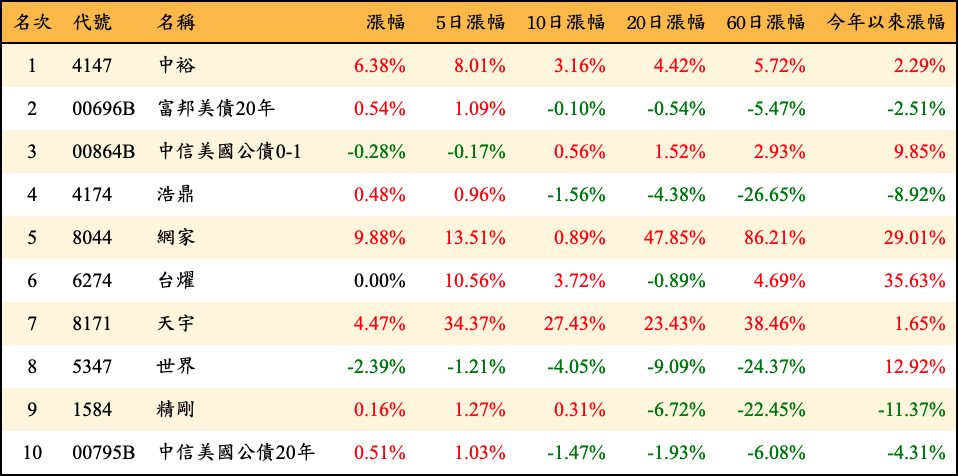 名次 代號 名稱 漲幅 5日漲幅 10日漲幅 20日漲幅 60日漲幅 今年以來漲幅
1 4147 中裕 6.38% 8.01% 3.16% 4.42% 5.72% 2.29%
2 00696B 富邦美債20年 0.54% 1.09% -0.10% -0.54% -5.47% -2.51%
3 00864B 中信美國公債0-1 -0.28% -0.17% 0.56% 1.52% 2.93% 9.85%
4 4174 浩鼎 0.48% 0.96% -1.56% -4.38% -26.65% -8.92%
5 8044 網家 9.88% 13.51% 0.89% 47.85% 86.21% 29.01%
6 6274 台燿 0.00% 10.56% 3.72% -0.89% 4.69% 35.63%
7 8171 天宇 4.47% 34.37% 27.43% 23.43% 38.46% 1.65%
8 5347 世界 -2.39% -1.21% -4.05% -9.09% -24.37% 12.92%
9 1584 精剛 0.16% 1.27% 0.31% -6.72% -22.45% -11.37%
10 00795B 中信美國公債20年 0.51% 1.03% -1.47% -1.93% -6.08% -4.31%